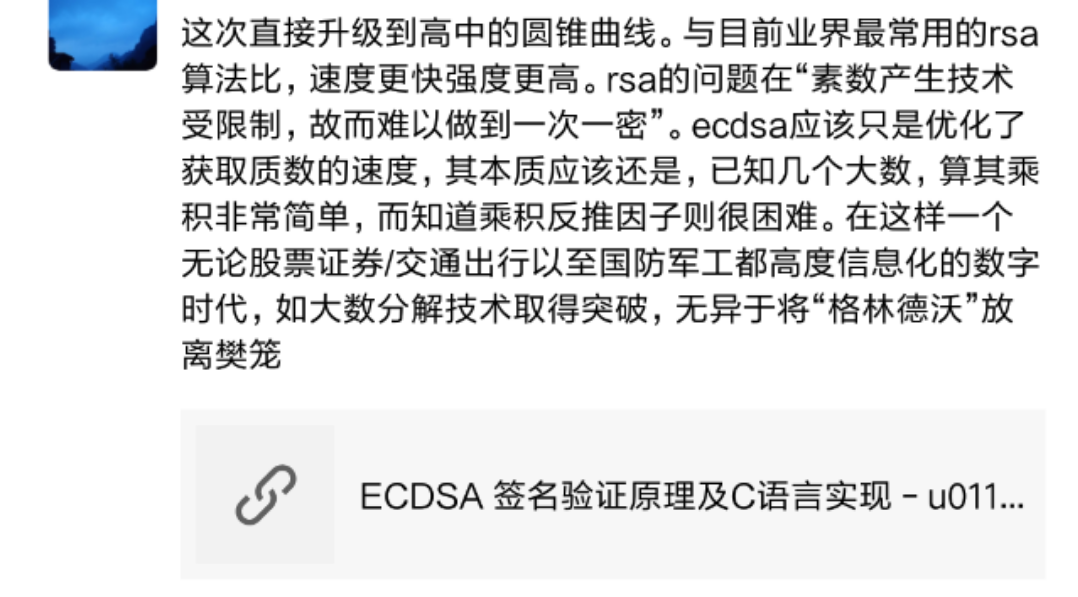 这次直接升级到高中的圆锥曲线。与目前业界最常用的rsa
算法比，速度更快强度更高。rsa的问题在“素数产生技术
受限制，故而难以做到一次一密”。ecdsa应该只是优化了
获取质数的速度，其本质应该还是，已知几个大数，算其乘
积非常简单，而知道乘积反推因子则很困难。在这样一个
无论股票证券/交通出行以至国防军工都高度信息化的数字
时代，如大数分解技术取得突破，无异于将“格林德沃”放
离樊笼
ECDSA 签名验证原理及C语言实现 – u011...